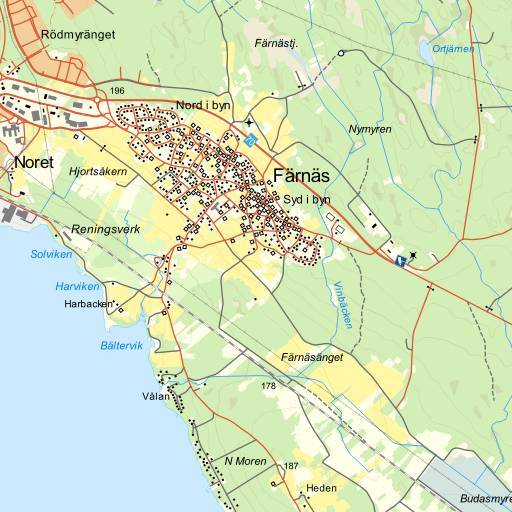 Rödmyränget
Färnästj.
Ortjärnen
196
Nord i byn
Nymyren
Noret
Hjortsåkern
Färnäs
Syd i byn
Reningsverk
Solviken
Harviken
Vinbäcken
Harbacken
Bältervik
Färnäsänget
178
Vålan
N Moren
187
Heden
Budasmyre